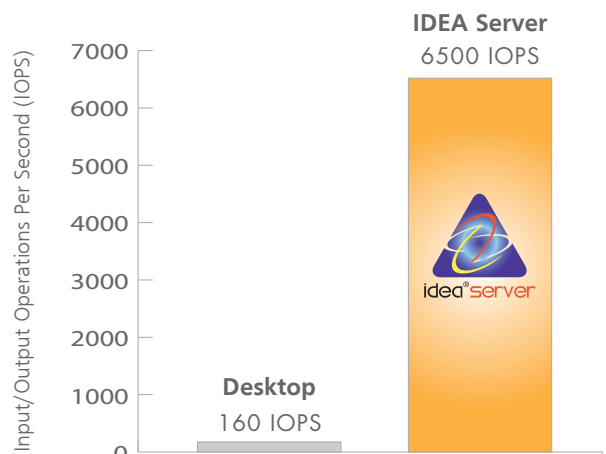 IDEA Server
6500 IOPS
Input/Output Operations Per Second (IOPS)
7000
6000
5000
4000
3000
2000
1000
0
idea® server
Desktop
160 IOPS